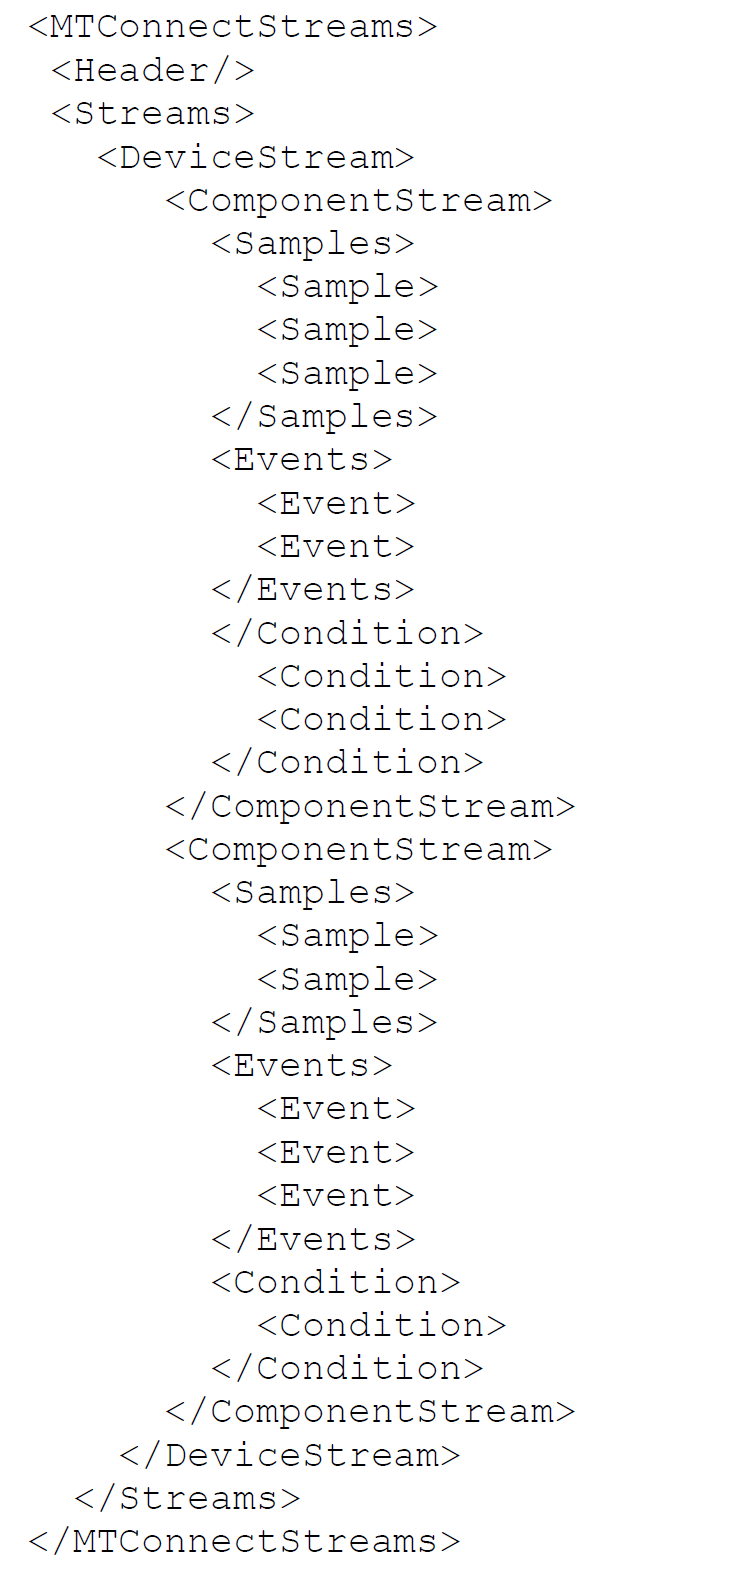 <MTConnectStreams>
<Header/>
<Streams>
<DeviceStream>
<ComponentStream>
<Samples>
<Sample>
<Sample>
<Sample>
</Samples>
<Events>
<Event>
<Event>
</Events>
</Condition>
<Condition>
<Condition>
</Condition>
</ComponentStream>
<ComponentStream>
<Samples>
<Sample>
<Sample>
</Samples>
<Events>
<Event>
<Event>
<Event>
</Events>
<Condition>
<Condition>
</Condition>
</ComponentStream>
</DeviceStream>
</Streams>
</MTConnectStreams>